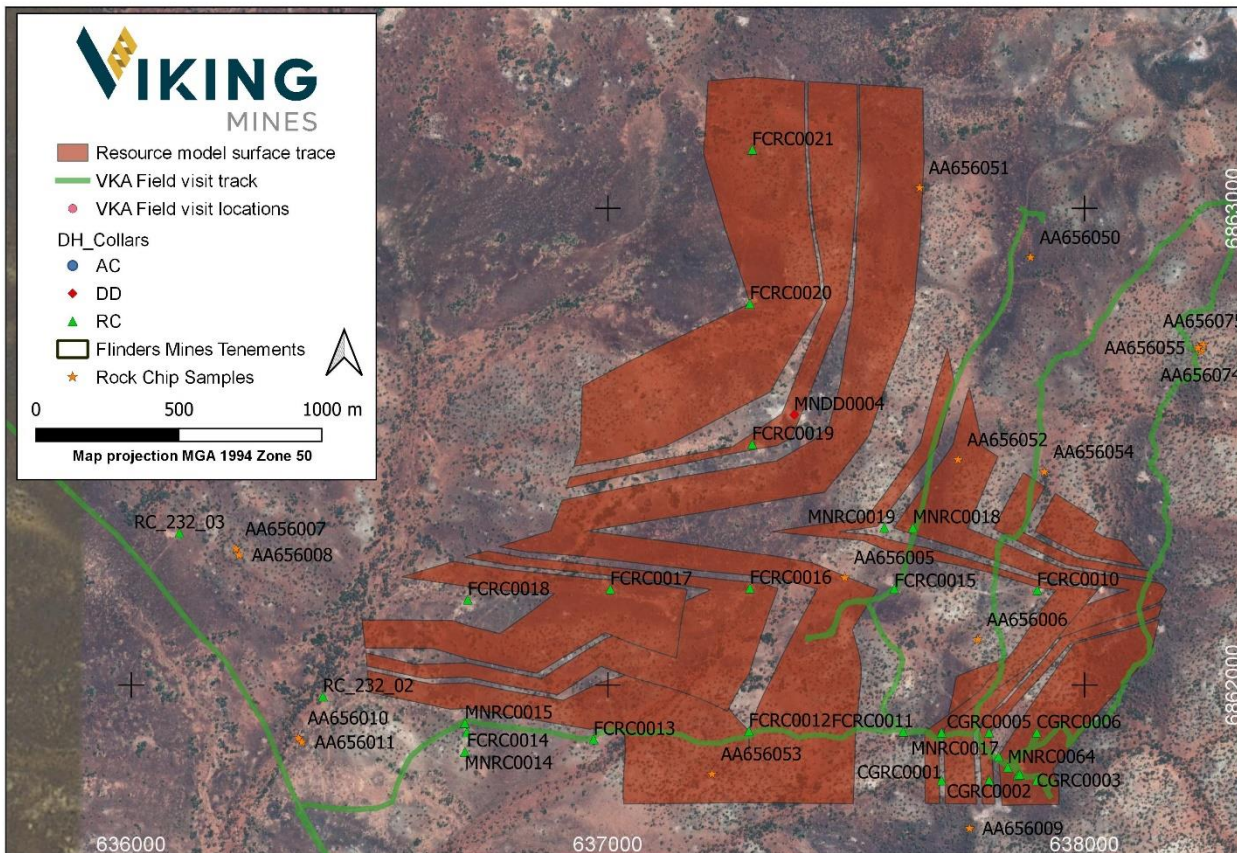 VIKING
MINES
Resource model surface trace
VKA Field visit track
VKA Field visit locations
DH_Collars
AC
DD
RC
Flinders Mines Tenements
Rock Chip Samples
0 500 1000 m
Map projection MGA 1994 Zone 50
FCRC0021
AA656051
6863000
AA656050
FCRC0020
AA656075
AA656055
AA656074
MNDD0004
FCRC0019
AA656052
AA656054
RC_232_03
AA656007
AA656008
MNRC0019
MNRC0018
AA656005
FCRC0018
FCRC0017
FCRC0016
FCRC0015
FCRC0010
AA656006
6862000
RC_232_02
AA656010
AA656011
MNRC0015
FCRC0014
MNRC0014
FCRC0013
FCRC0012
FCRC0011
CGRC0005
CGRC0006
MNRC0017
MNRC0064
AA656053
CGRC0001
CGRC0002
CGRC0003
AA656009
636000
637000
638000